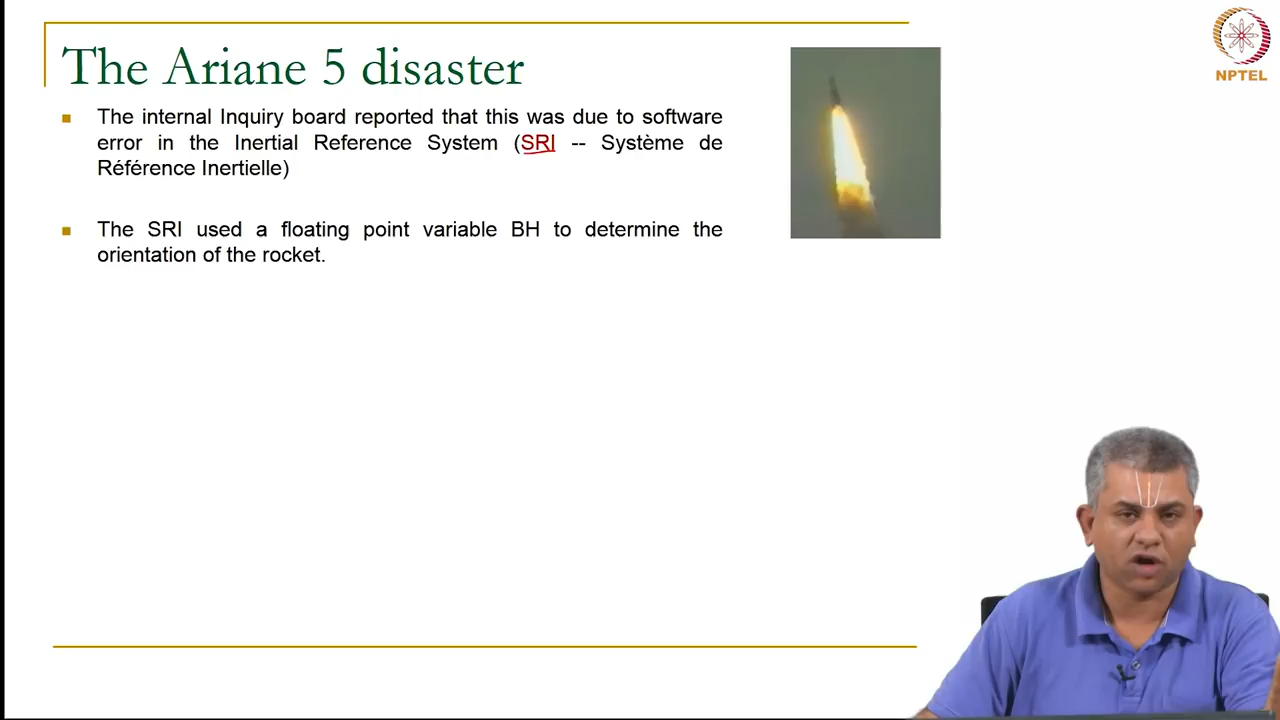 The Ariane 5 disaster
The internal Inquiry board reported that this was due to software
error in the Inertial Reference System (SRI -- Système de
Référence Inertielle)
The SRI used a floating point variable BH to determine the
orientation of the rocket.
NPTEL